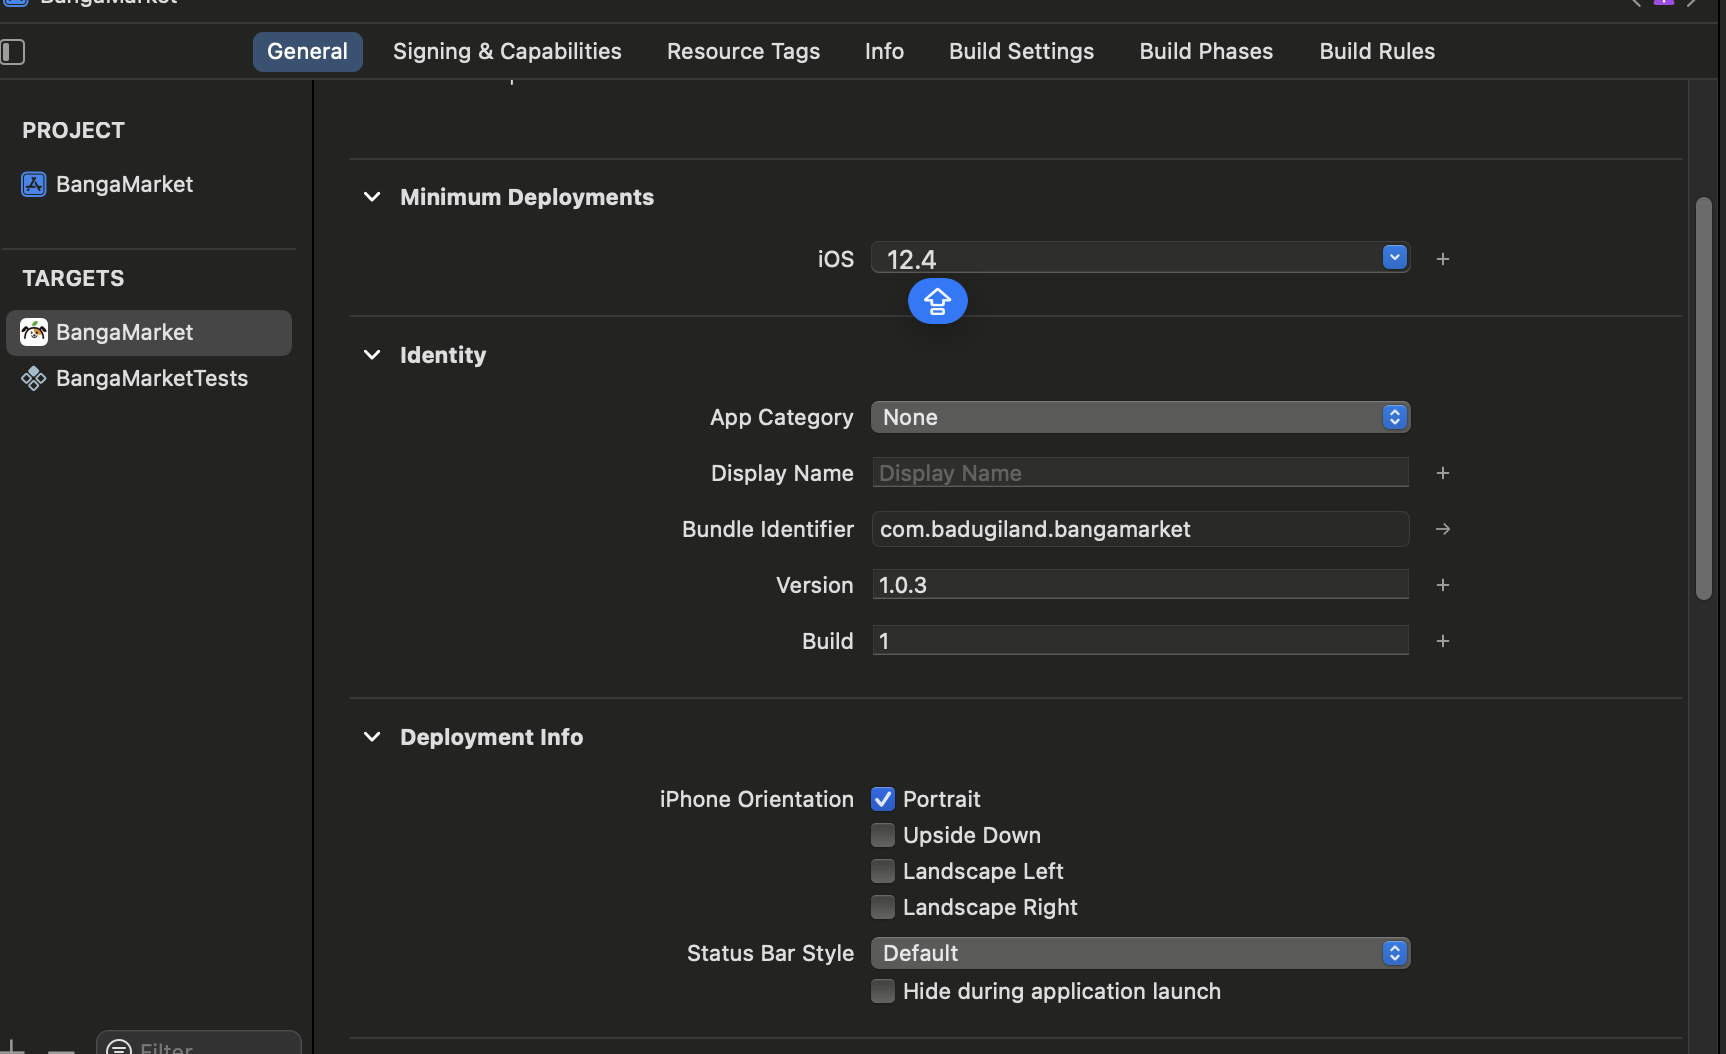 BangaMarket
General Signing & Capabilities Resource Tags Info Build Settings Build Phases Build Rules
PROJECT
BangaMarket
TARGETS
BangaMarket
BangaMarketTests
Filter
Minimum Deployments
iOS 12.4 +
Identity
App Category None
Display Name Display Name +
Bundle Identifier com.badugiland.bangamarket
Version 1.0.3 +
Build 1 +
Deployment Info
iPhone Orientation Portrait
Upside Down
Landscape Left
Landscape Right
Status Bar Style Default
Hide during application launch